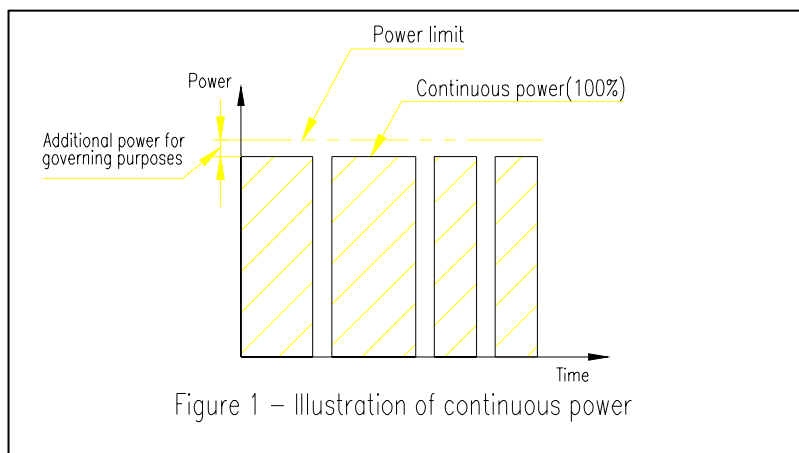 Power limit
Power
Continuous power(100%)
Additional power for
governing purposes
Time
Figure 1 – Illustration of continuous power